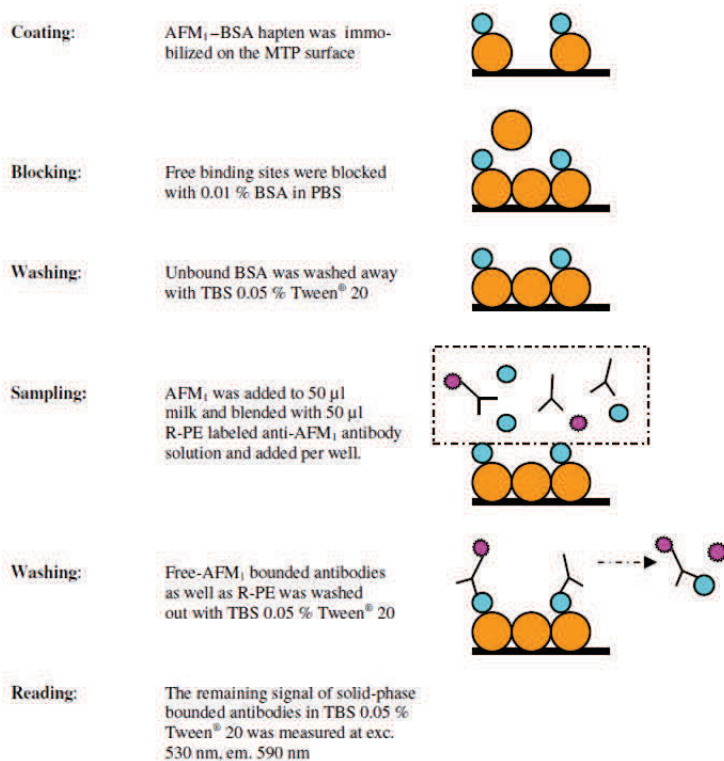 Coating: AFM₁–BSA hapten was immo-
bilized on the MTP surface
Blocking: Free binding sites were blocked
with 0.01 % BSA in PBS
Washing: Unbound BSA was washed away
with TBS 0.05 % Tween® 20
Sampling: AFM₁ was added to 50 µl
milk and blended with 50 µl
R-PE labeled anti-AFM₁ antibody
solution and added per well.
Washing: Free-AFM₁ bounded antibodies
as well as R-PE was washed
out with TBS 0.05 % Tween® 20
Reading: The remaining signal of solid-phase
bounded antibodies in TBS 0.05 %
Tween® 20 was measured at exc.
530 nm, em. 590 nm